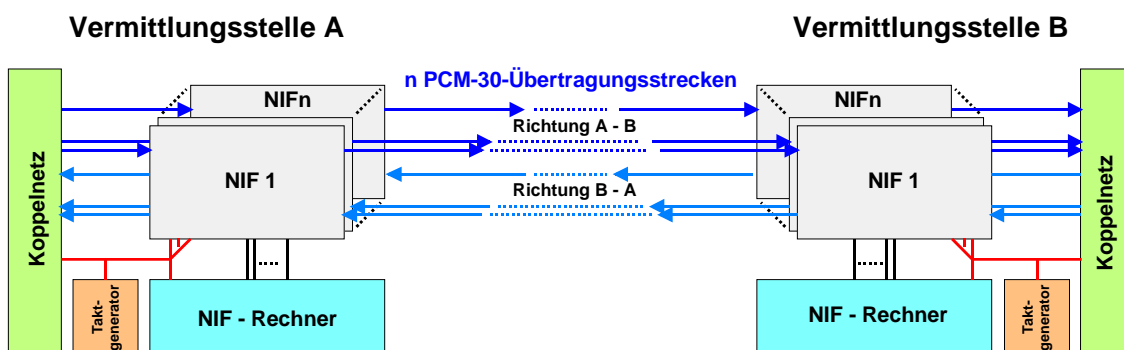 Vermittlungsstelle A
Vermittlungsstelle B
n PCM-30-Übertragungsstrecken
NIFn
NIFn
Richtung A - B
Koppelnetz
NIF 1
Richtung B - A
NIF 1
Koppelnetz
Takt-
generator
NIF - Rechner
NIF - Rechner
Takt-
generator